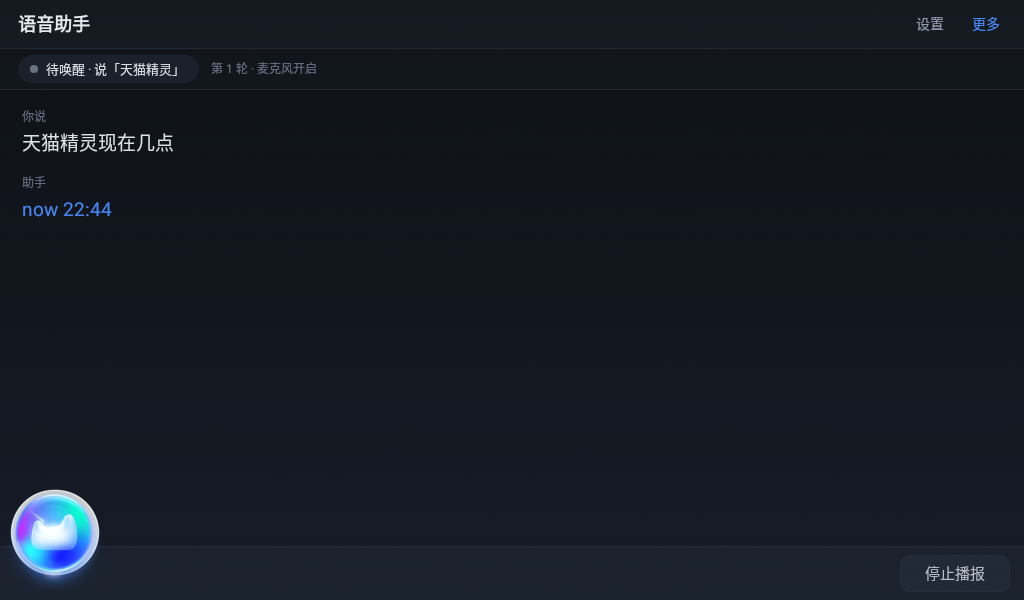 语音助手
设置
更多
待唤醒 · 说「天猫精灵」
第 1 轮 · 麦克风开启
你说
天猫精灵现在几点
助手
now 22:44
停止播报